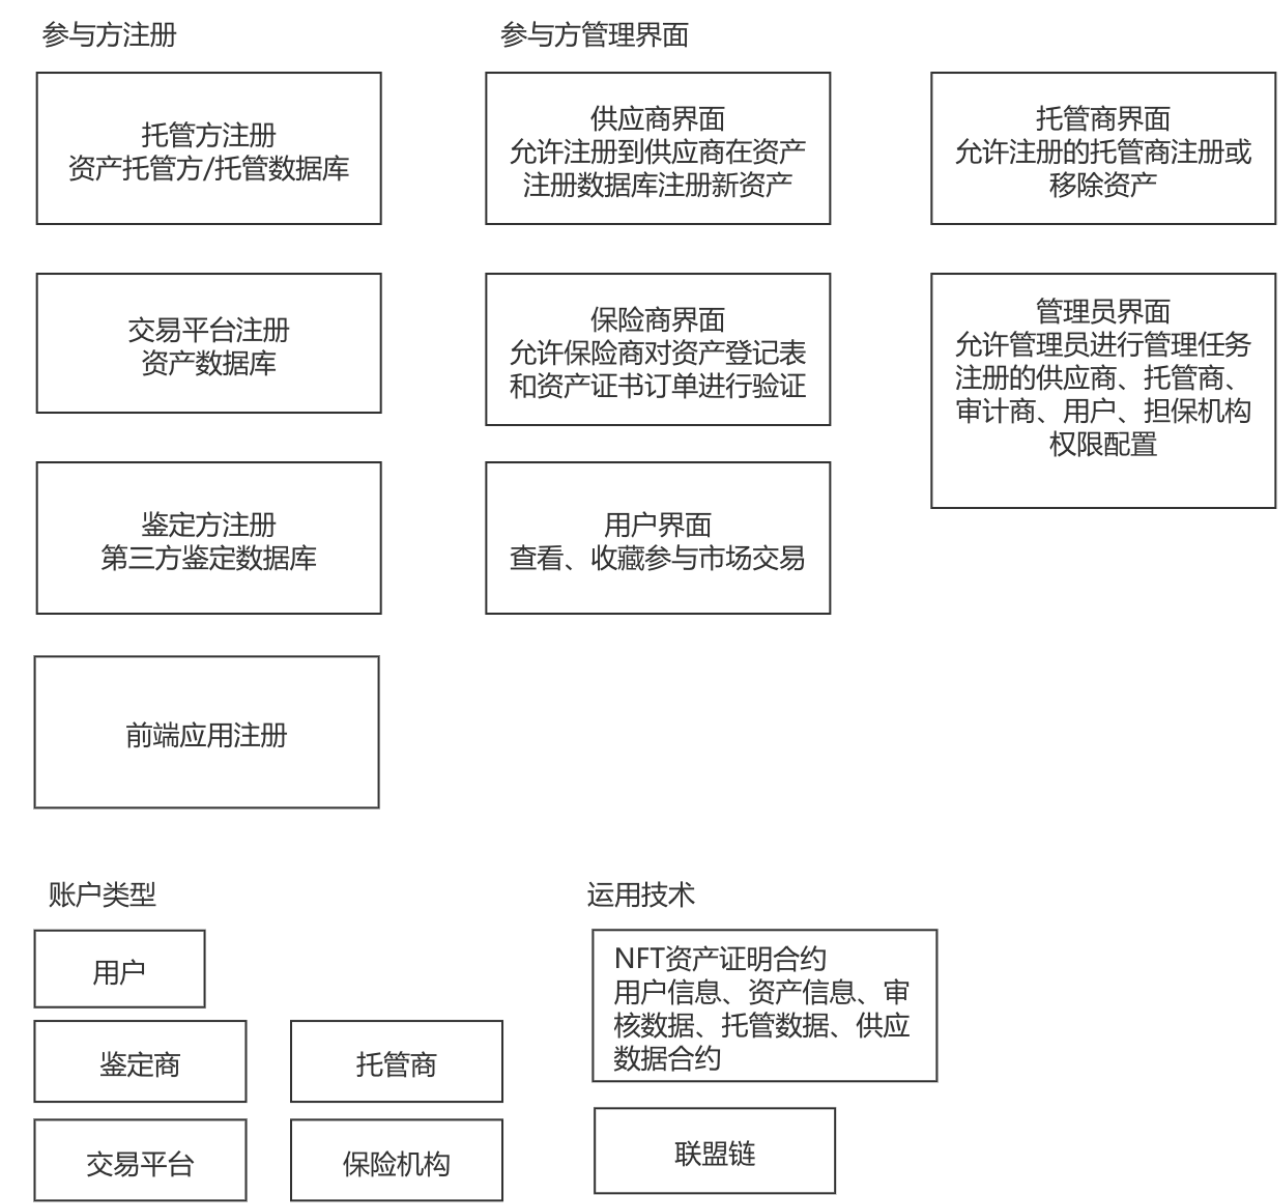 参与方注册
托管方注册
资产托管方/托管数据库
交易平台注册
资产数据库
鉴定方注册
第三方鉴定数据库
前端应用注册
参与方管理界面
供应商界面
允许注册到供应商在资产
注册数据库注册新资产
保险商界面
允许保险商对资产登记表
和资产证书订单进行验证
用户界面
查看、收藏参与市场交易
托管商界面
允许注册的托管商注册或
移除资产
管理员界面
允许管理员进行管理任务
注册的供应商、托管商、
审计商、用户、担保机构
权限配置
账户类型
用户
鉴定商
托管商
交易平台
保险机构
运用技术
NFT资产证明合约
用户信息、资产信息、审
核数据、托管数据、供应
数据合约
联盟链